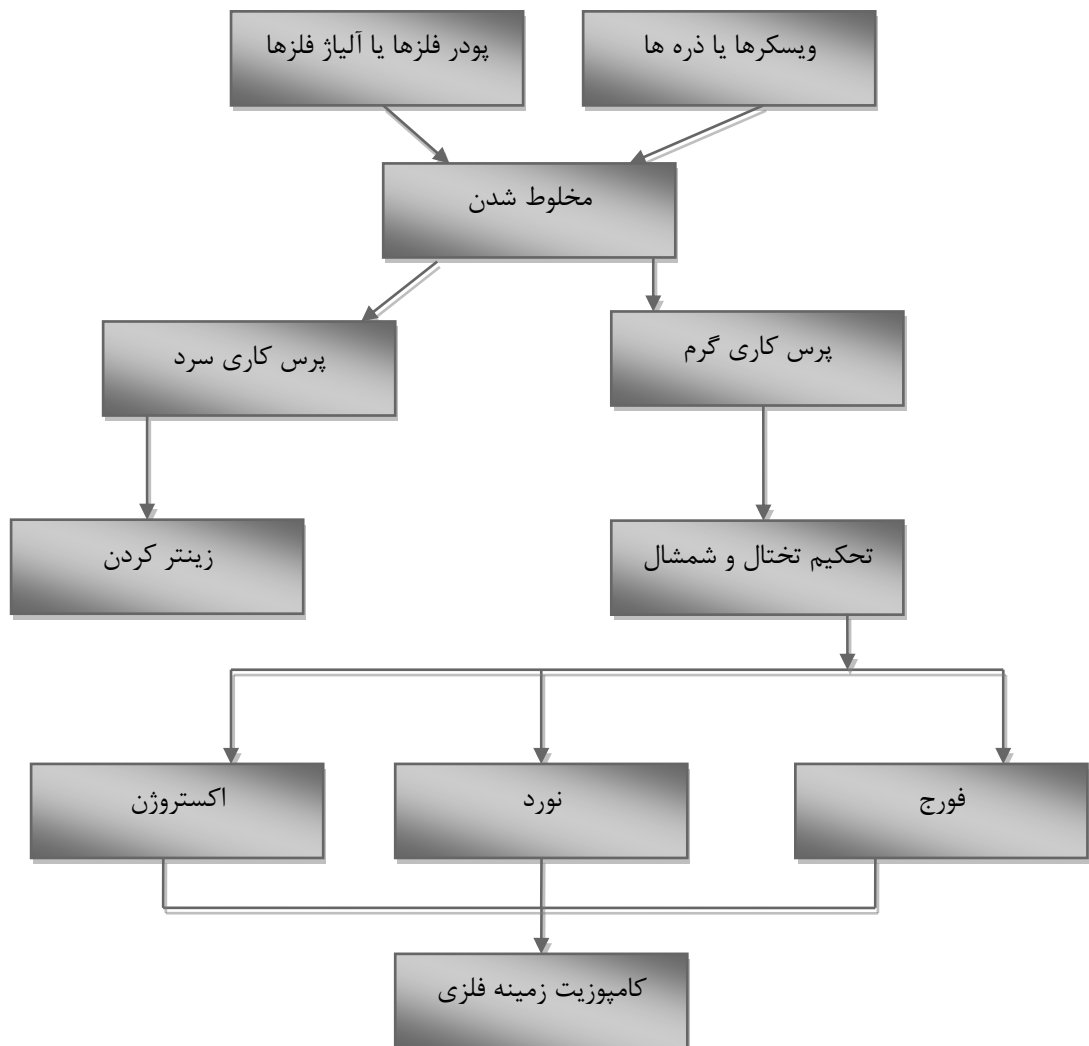 ویسکرها یا ذره ها
پودر فلزها یا آلیاژ فلزها
مخلوط شدن
پرس کاری گرم
پرس کاری سرد
تحکیم تختال و شمشال
زینتر کردن
فورج
نورد
اکستروژن
کامپوزیت زمینه فلزی